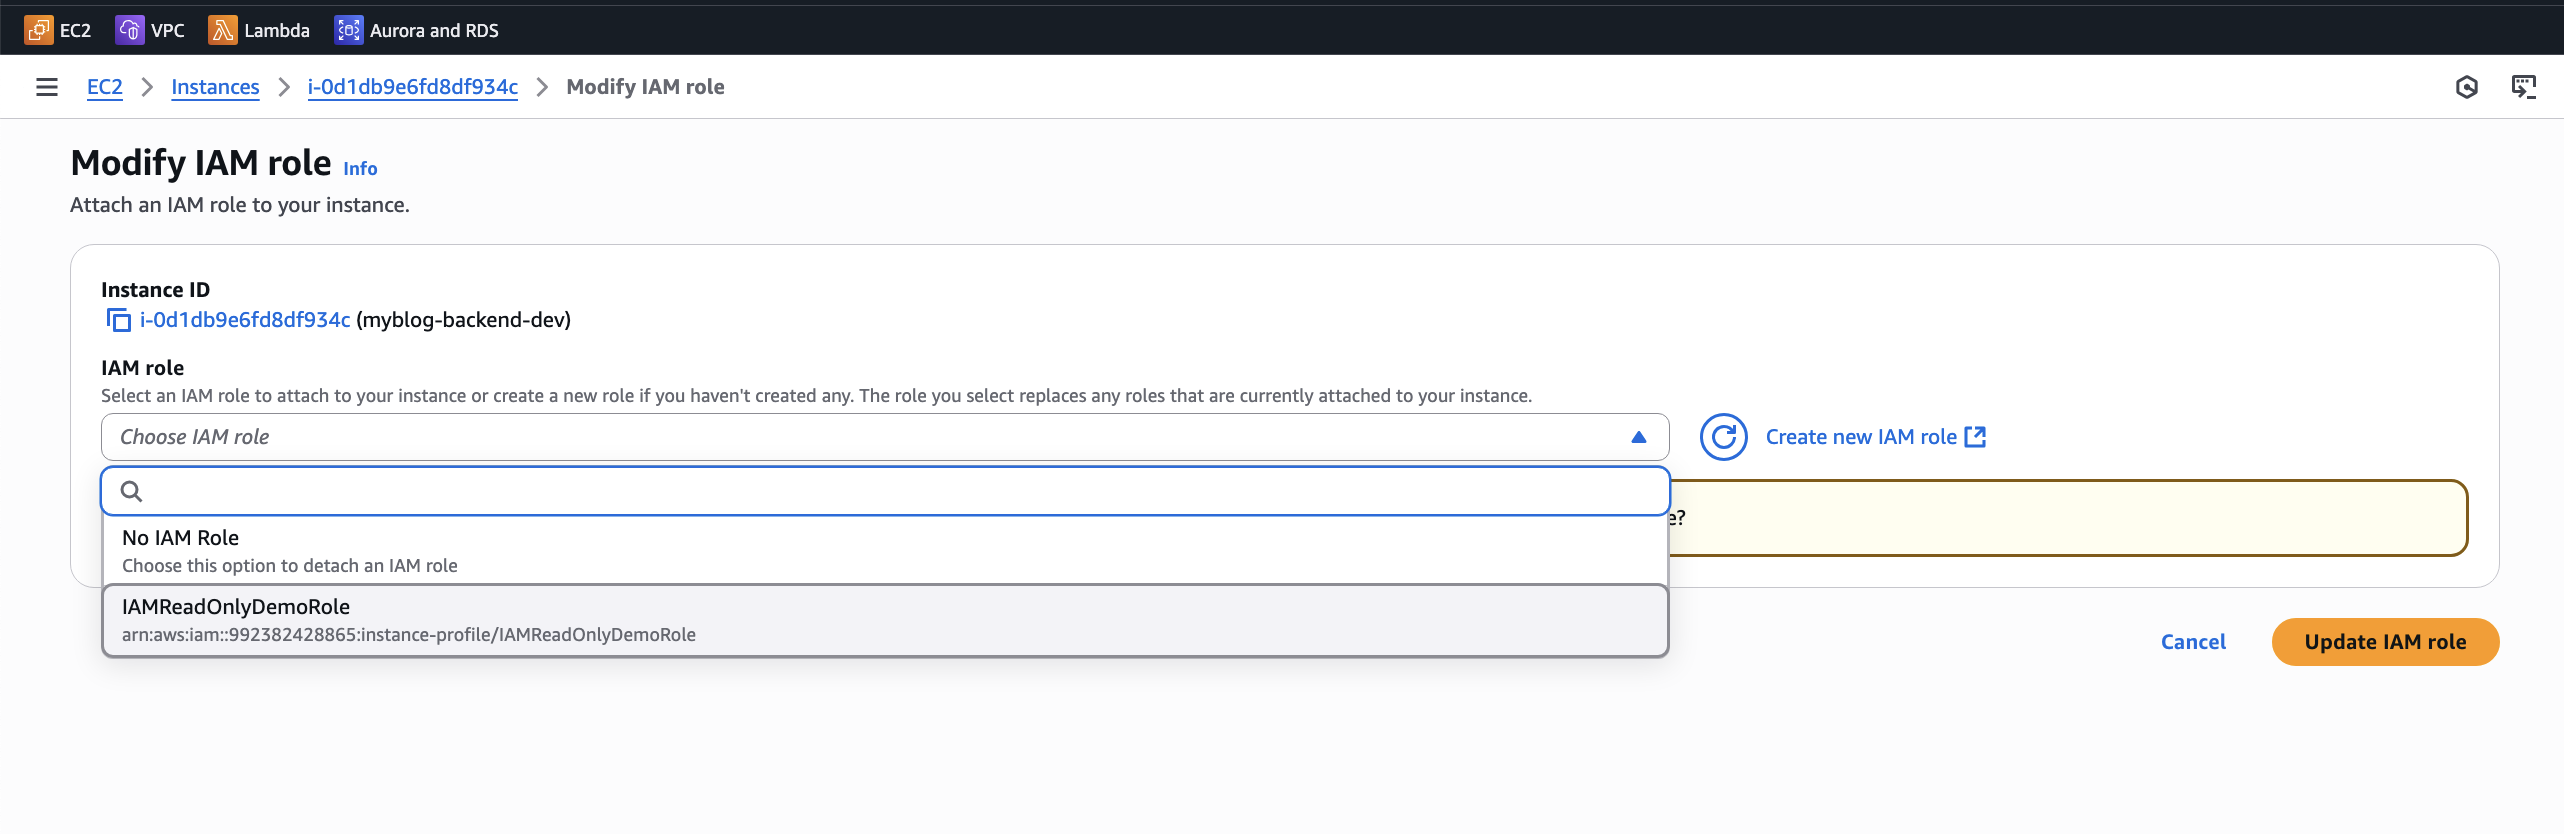 EC2 VPC Lambda Aurora and RDS
EC2 > Instances > i-0d1db9e6fd8df934c > Modify IAM role
Modify IAM role Info
Attach an IAM role to your instance.
Instance ID
i-0d1db9e6fd8df934c (myblog-backend-dev)
IAM role
Select an IAM role to attach to your instance or create a new role if you haven't created any. The role you select replaces any roles that are currently attached to your instance.
Choose IAM role
Create new IAM role
No IAM Role
Choose this option to detach an IAM role
IAMReadOnlyDemoRole
arn:aws:iam::992382428865:instance-profile/IAMReadOnlyDemoRole
Cancel Update IAM role